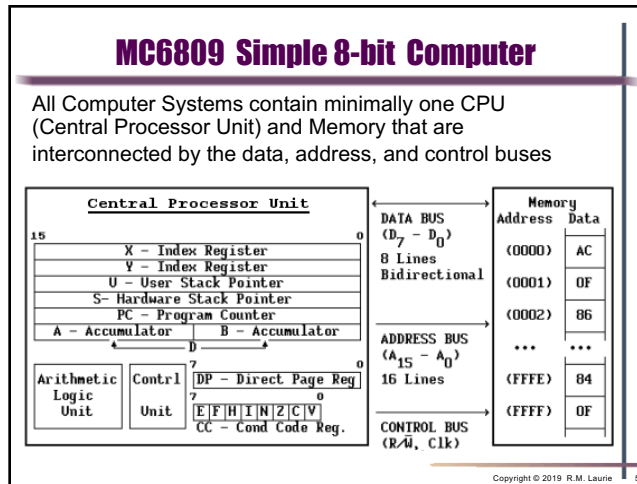 MC6809 Simple 8-bit Computer
All Computer Systems contain minimally one CPU
(Central Processor Unit) and Memory that are
interconnected by the data, address, and control buses
Central Processor Unit
15 0
X - Index Register
Y - Index Register
U - User Stack Pointer
S- Hardware Stack Pointer
PC - Program Counter
A - Accumulator B - Accumulator
D
Arithmetic
Logic
Unit
Contrl
Unit
7 0
DP - Direct Page Reg
7 0
E F H I N Z C V
CC - Cond Code Reg.
DATA BUS
(D7 - D0)
8 Lines
Bidirectional
ADDRESS BUS
(A15 - A0)
16 Lines
CONTROL BUS
(R/W̅, Clk)
Memory
Address Data
(0000) AC
(0001) 0F
(0002) 86
... ...
(FFFE) 84
(FFFF) 0F
Copyright © 2019 R.M. Laurie 5